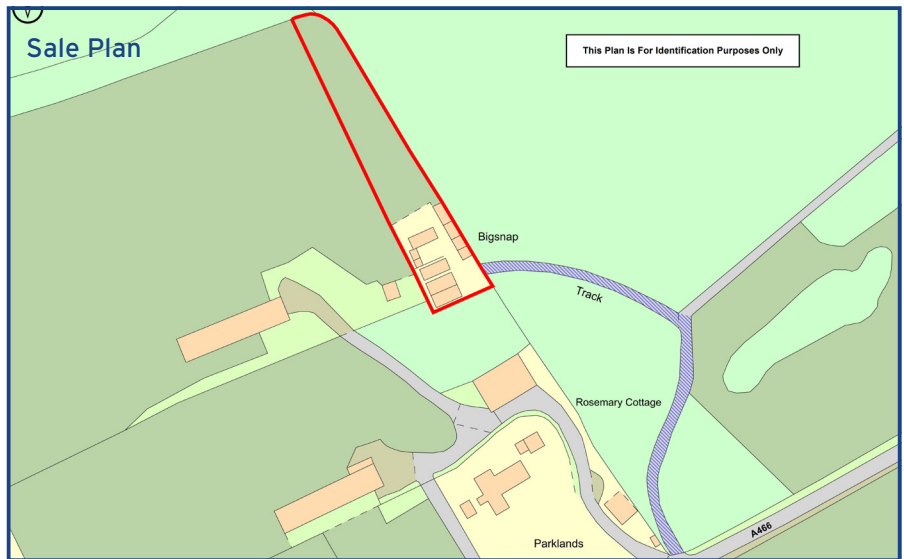 Sale Plan
This Plan Is For Identification Purposes Only
Bigsnap
Track
Rosemary Cottage
A466
Parklands